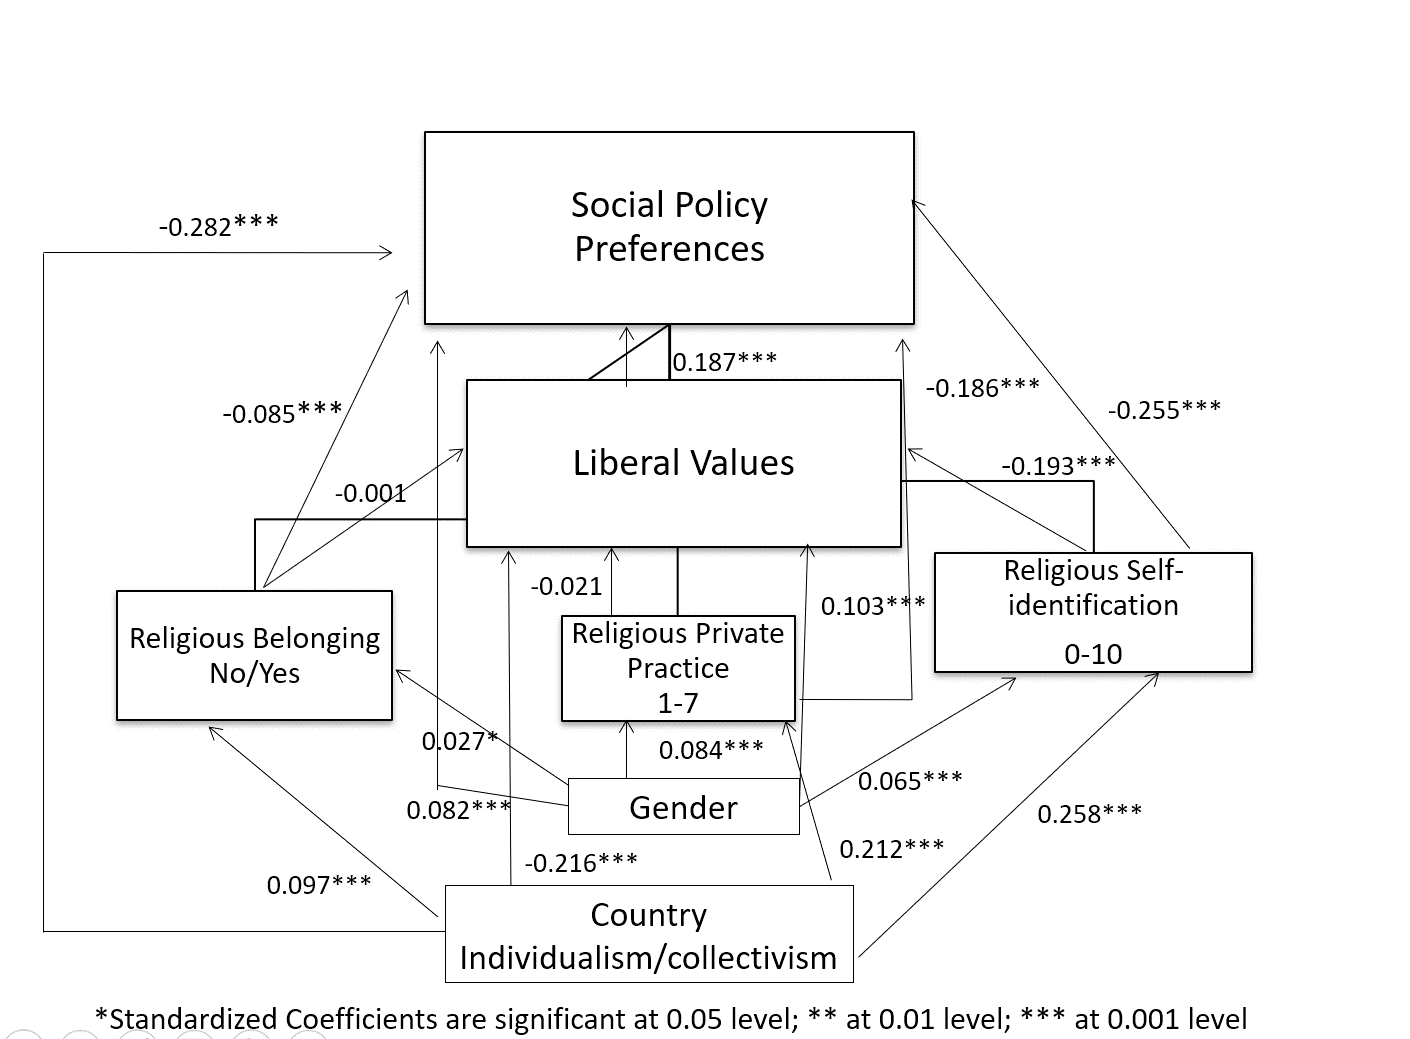 Social Policy
Preferences
-0.282***
0.187***
-0.186***
-0.255***
-0.085***
Liberal Values
-0.193***
-0.001
-0.021
0.103***
Religious Self-
identification
0-10
Religious Belonging
No/Yes
Religious Private
Practice
1-7
0.027*
0.084***
0.065***
0.082***
Gender
0.258***
0.212***
-0.216***
0.097***
Country
Individualism/collectivism
*Standardized Coefficients are significant at 0.05 level; ** at 0.01 level; *** at 0.001 level